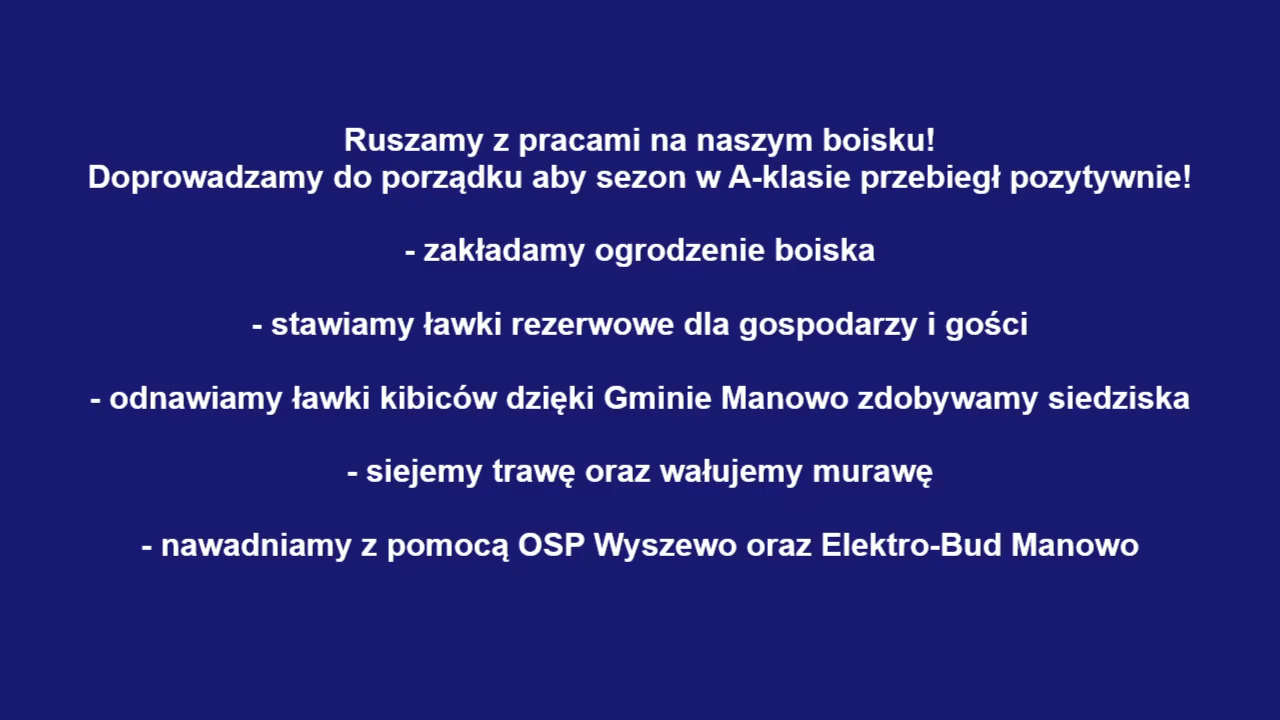 Ruszamy z pracami na naszym boisku!
Doprowadzamy do porządku aby sezon w A-klasie przebiegł pozytywnie!
- zakładamy ogrodzenie boiska
- stawiamy ławki rezerwowe dla gospodarzy i gości
- odnawiamy ławki kibiców dzięki Gminie Manowo zdobywamy siedziska
- siejemy trawę oraz wałujemy murawę
- nawadniamy z pomocą OSP Wyszewo oraz Elektro-Bud Manowo